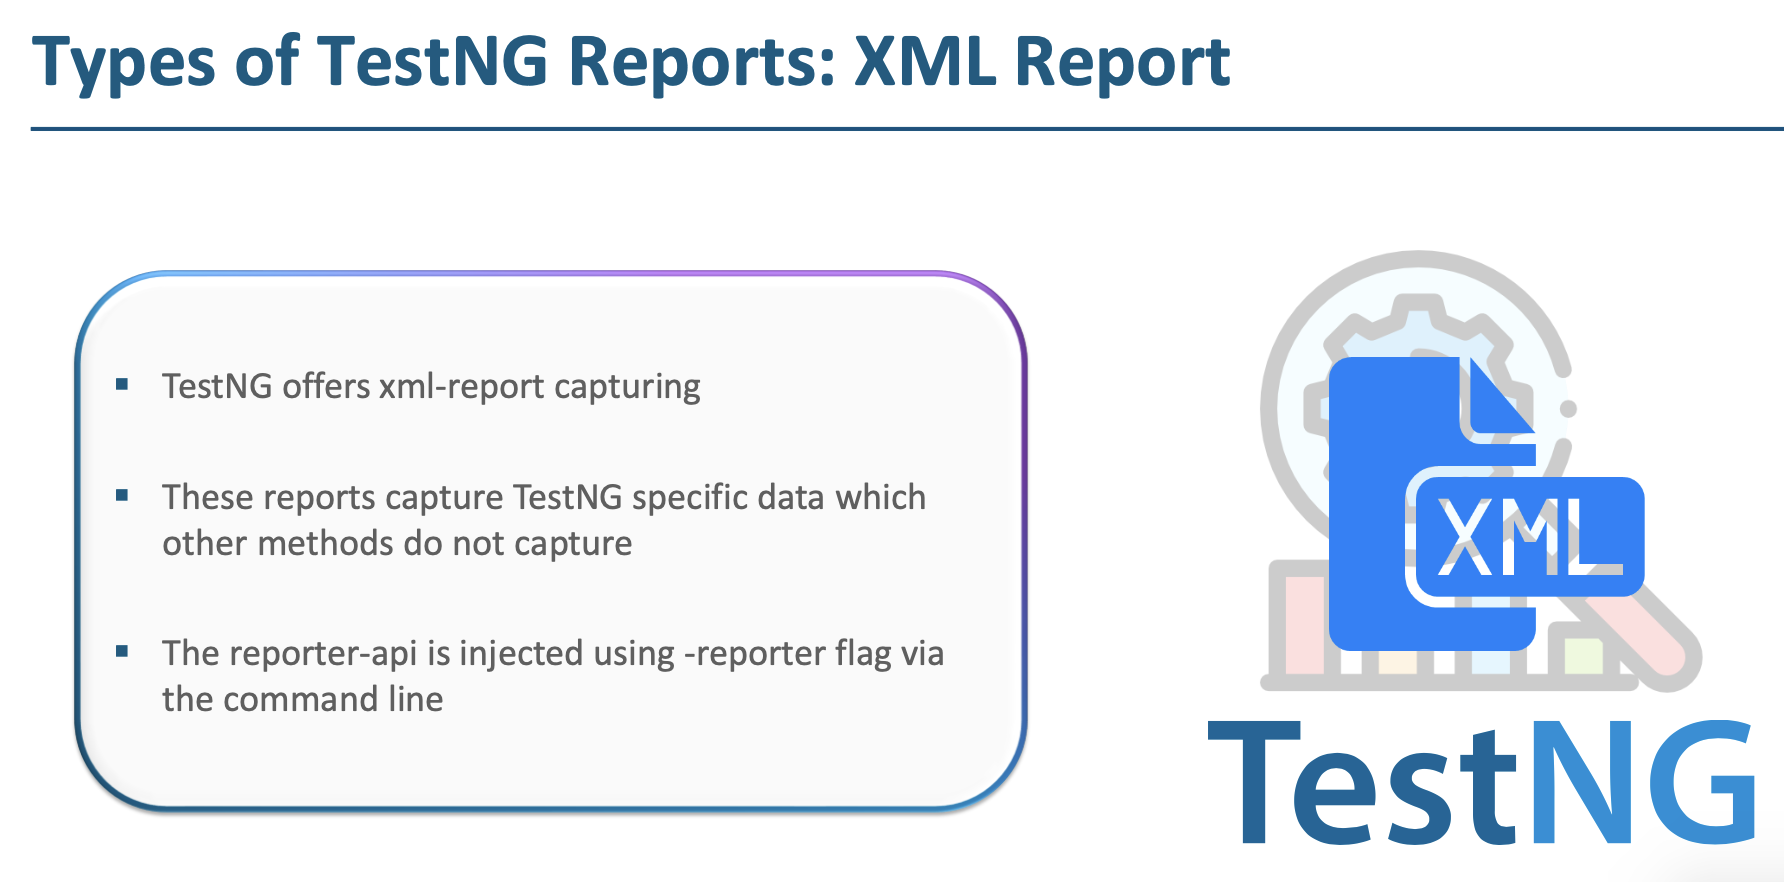 Types of TestNG Reports: XML Report
TestNG offers xml-report capturing
These reports capture TestNG specific data which
other methods do not capture
The reporter-api is injected using -reporter flag via
the command line
XML
TestNG